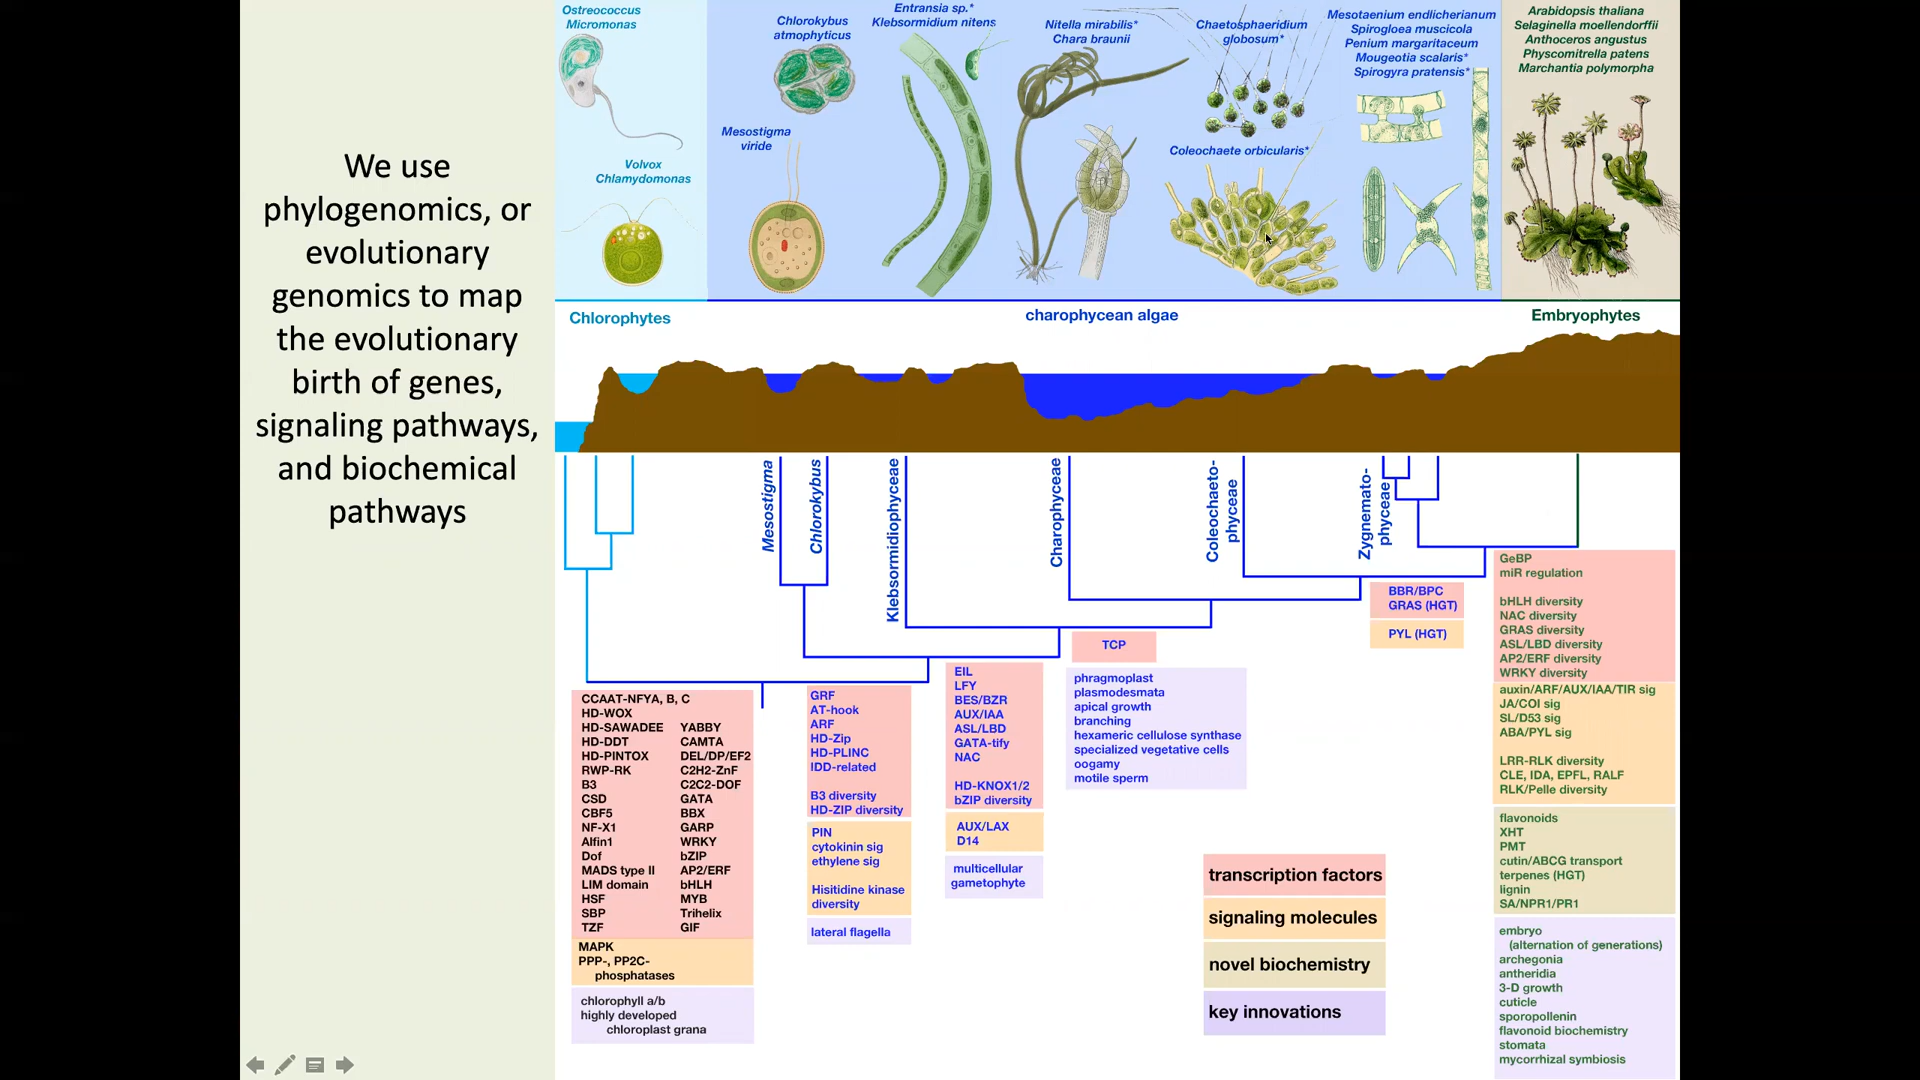 We use
phylogenomics, or
evolutionary
genomics to map
the evolutionary
birth of genes,
signaling pathways,
and biochemical
pathways
Ostreococcus
Micromonas
Volvox
Chlamydomonas
Chlorokybus
atmophyticus
Mesostigma
viride
Entransia sp.*
Klebsormidium nitens
Nitella mirabilis*
Chara braunii
Chaetosphaeridium
globosum*
Coleochaete orbicularis*
Mesotaenium endlicherianum
Spirogloea muscicola
Penium margaritaceum
Mougeotia scalaris*
Spirogyra pratensis*
Arabidopsis thaliana
Selaginella moellendorffii
Anthoceros angustus
Physcomitrella patens
Marchantia polymorpha
Chlorophytes
charophycean algae
Embryophytes
Mesostigma
Chlorokybus
Klebsormidiophyceae
Charophyceae
Coleochaeto-
phyceae
Zygnemato-
phyceae
CCAAT-NFYA, B, C
HD-WOX
HD-SAWADEE
HD-DDT
HD-PINTOX
RWP-RK
B3
CSD
CBF5
NF-X1
Alfin1
Dof
MADS type II
LIM domain
HSF
SBP
TZF
YABBY
CAMTA
DEL/DP/EF2
C2H2-ZnF
C2C2-DOF
GATA
BBX
GARP
WRKY
bZIP
AP2/ERF
bHLH
MYB
Trihelix
GIF
MAPK
PPP-, PP2C-
phosphatases
chlorophyll a/b
highly developed
chloroplast grana
GRF
AT-hook
ARF
HD-Zip
HD-PLINC
IDD-related
B3 diversity
HD-ZIP diversity
PIN
cytokinin sig
ethylene sig
Hisitidine kinase
diversity
lateral flagella
EIL
LFY
BES/BZR
AUX/IAA
ASL/LBD
GATA-tify
NAC
HD-KNOX1/2
bZIP diversity
AUX/LAX
D14
multicellular
gametophyte
TCP
phragmoplast
plasmodesmata
apical growth
branching
hexameric cellulose synthase
specialized vegetative cells
oogamy
motile sperm
BBR/BPC
GRAS (HGT)
PYL (HGT)
transcription factors
signaling molecules
novel biochemistry
key innovations
GeBP
miR regulation
bHLH diversity
NAC diversity
GRAS diversity
ASL/LBD diversity
AP2/ERF diversity
WRKY diversity
auxin/ARF/AUX/IAA/TIR sig
JA/COI sig
SL/D53 sig
ABA/PYL sig
LRR-RLK diversity
CLE, IDA, EPFL, RALF
RLK/Pelle diversity
flavonoids
XHT
PMT
cutin/ABCG transport
terpenes (HGT)
lignin
SA/NPR1/PR1
embryo
(alternation of generations)
archegonia
antheridia
3-D growth
cuticle
sporopollenin
flavonoid biochemistry
stomata
mycorrhizal symbiosis